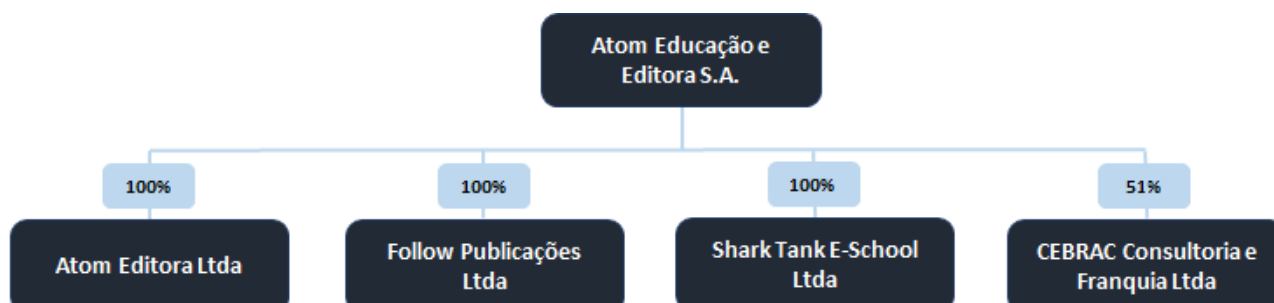 Atom Educação e
Editora S.A.
100%
100%
100%
51%
Atom Editora Ltda
Follow Publicações
Ltda
Shark Tank E-School
Ltda
CEBRAC Consultoria e
Franquia Ltda